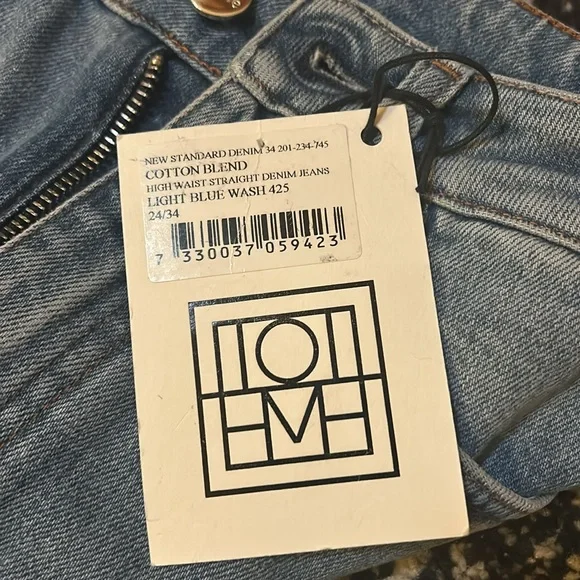 NEW STANDARD DENIM 34 201-234-745
COTTON BLEND
HIGH WAIST STRAIGHT DENIM JEANS
LIGHT BLUE WASH 425
24/34
7 330037 059423